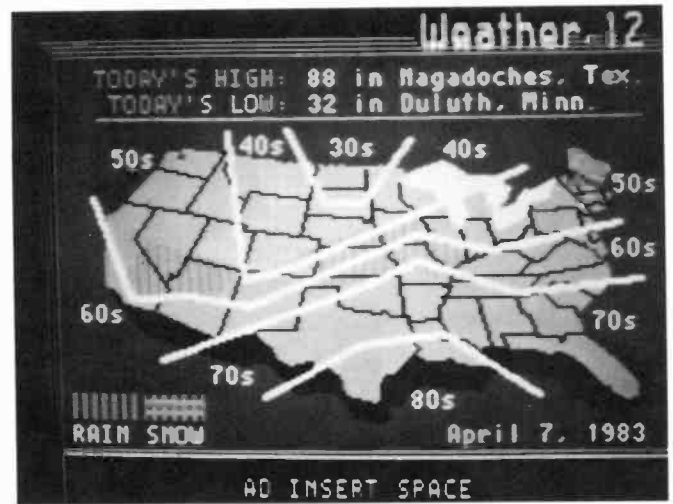 Weather-12
TODAY'S HIGH: 88 in Nagadoches, Tex.
TODAY'S LOW: 32 in Duluth, Minn.
50s 40s 30s 40s
50s
60s
60s
70s
70s
80s
RAIN SNOW
April 7, 1983
AD INSERT SPACE